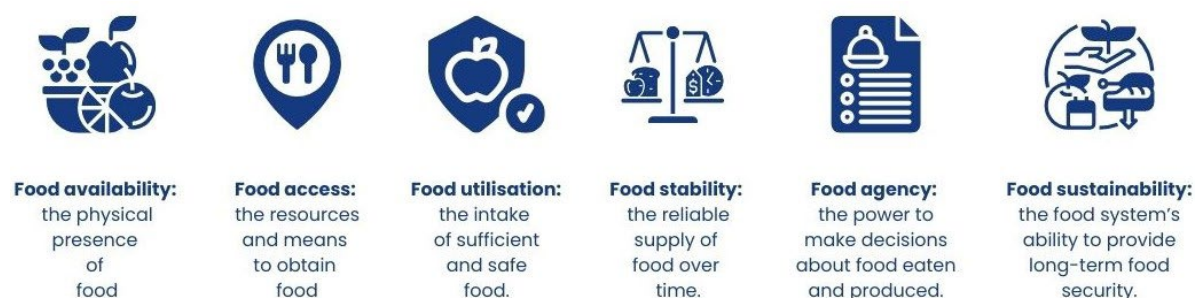 Food availability:
the physical
presence
of
food
Food access:
the resources
and means
to obtain
food
Food utilisation:
the intake
of sufficient
and safe
food.
Food stability:
the reliable
supply of
food over
time.
Food agency:
the power to
make decisions
about food eaten
and produced.
Food sustainability:
the food system's
ability to provide
long-term food
security.